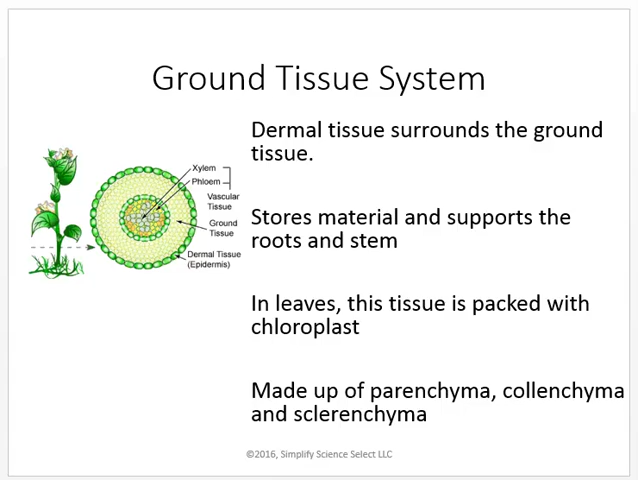 Ground Tissue System
Dermal tissue surrounds the ground
tissue.
Xylem
Phloem
Vascular
Tissue
Ground
Tissue
Dermal Tissue
(Epidermis)
Stores material and supports the
roots and stem
In leaves, this tissue is packed with
chloroplast
Made up of parenchyma, collenchyma
and sclerenchyma
©2016, Simplify Science Select LLC